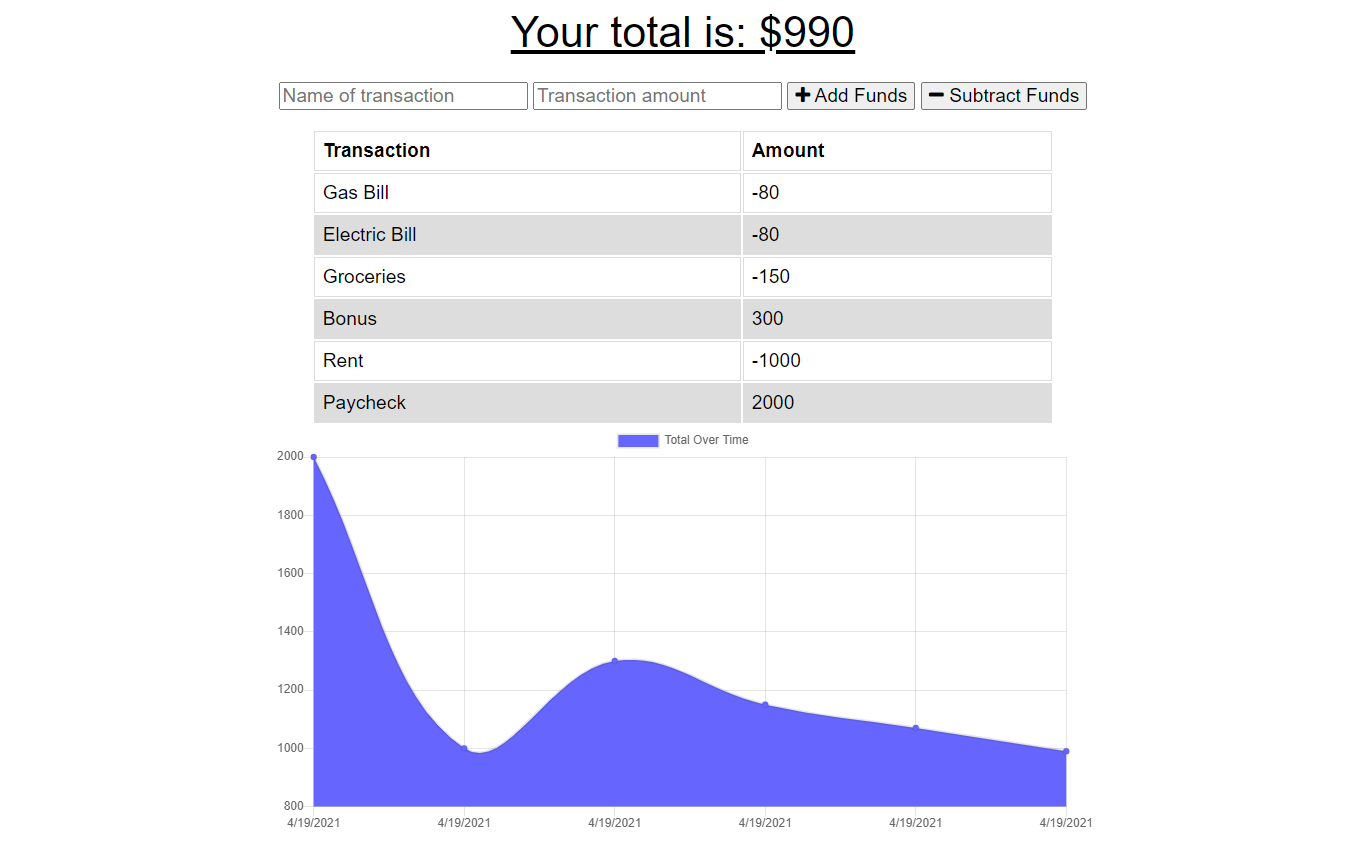 Your total is: $990
Name of transaction Transaction amount Add Funds Subtract Funds
Transaction Amount
Gas Bill -80
Electric Bill -80
Groceries -150
Bonus 300
Rent -1000
Paycheck 2000
Total Over Time
2000
1800
1600
1400
1200
1000
800
4/19/2021 4/19/2021 4/19/2021 4/19/2021 4/19/2021 4/19/2021